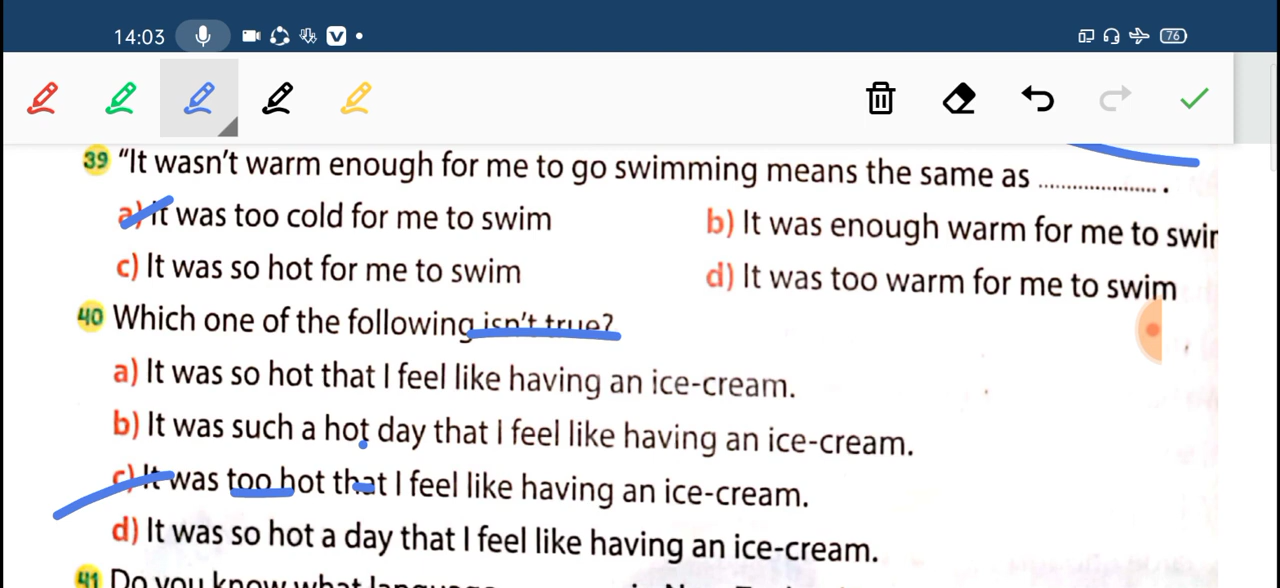 14:03
76
39 "It wasn't warm enough for me to go swimming means the same as ..................... .
a) It was too cold for me to swim
b) It was enough warm for me to
c) It was so hot for me to swim
d) It was too warm for me to swim
40 Which one of the following isn't true?
a) It was so hot that I feel like having an ice-cream.
b) It was such a hot day that I feel like having an ice-cream.
c) It was too hot that I feel like having an ice-cream.
d) It was so hot a day that I feel like having an ice-cream.
41 Do you know what